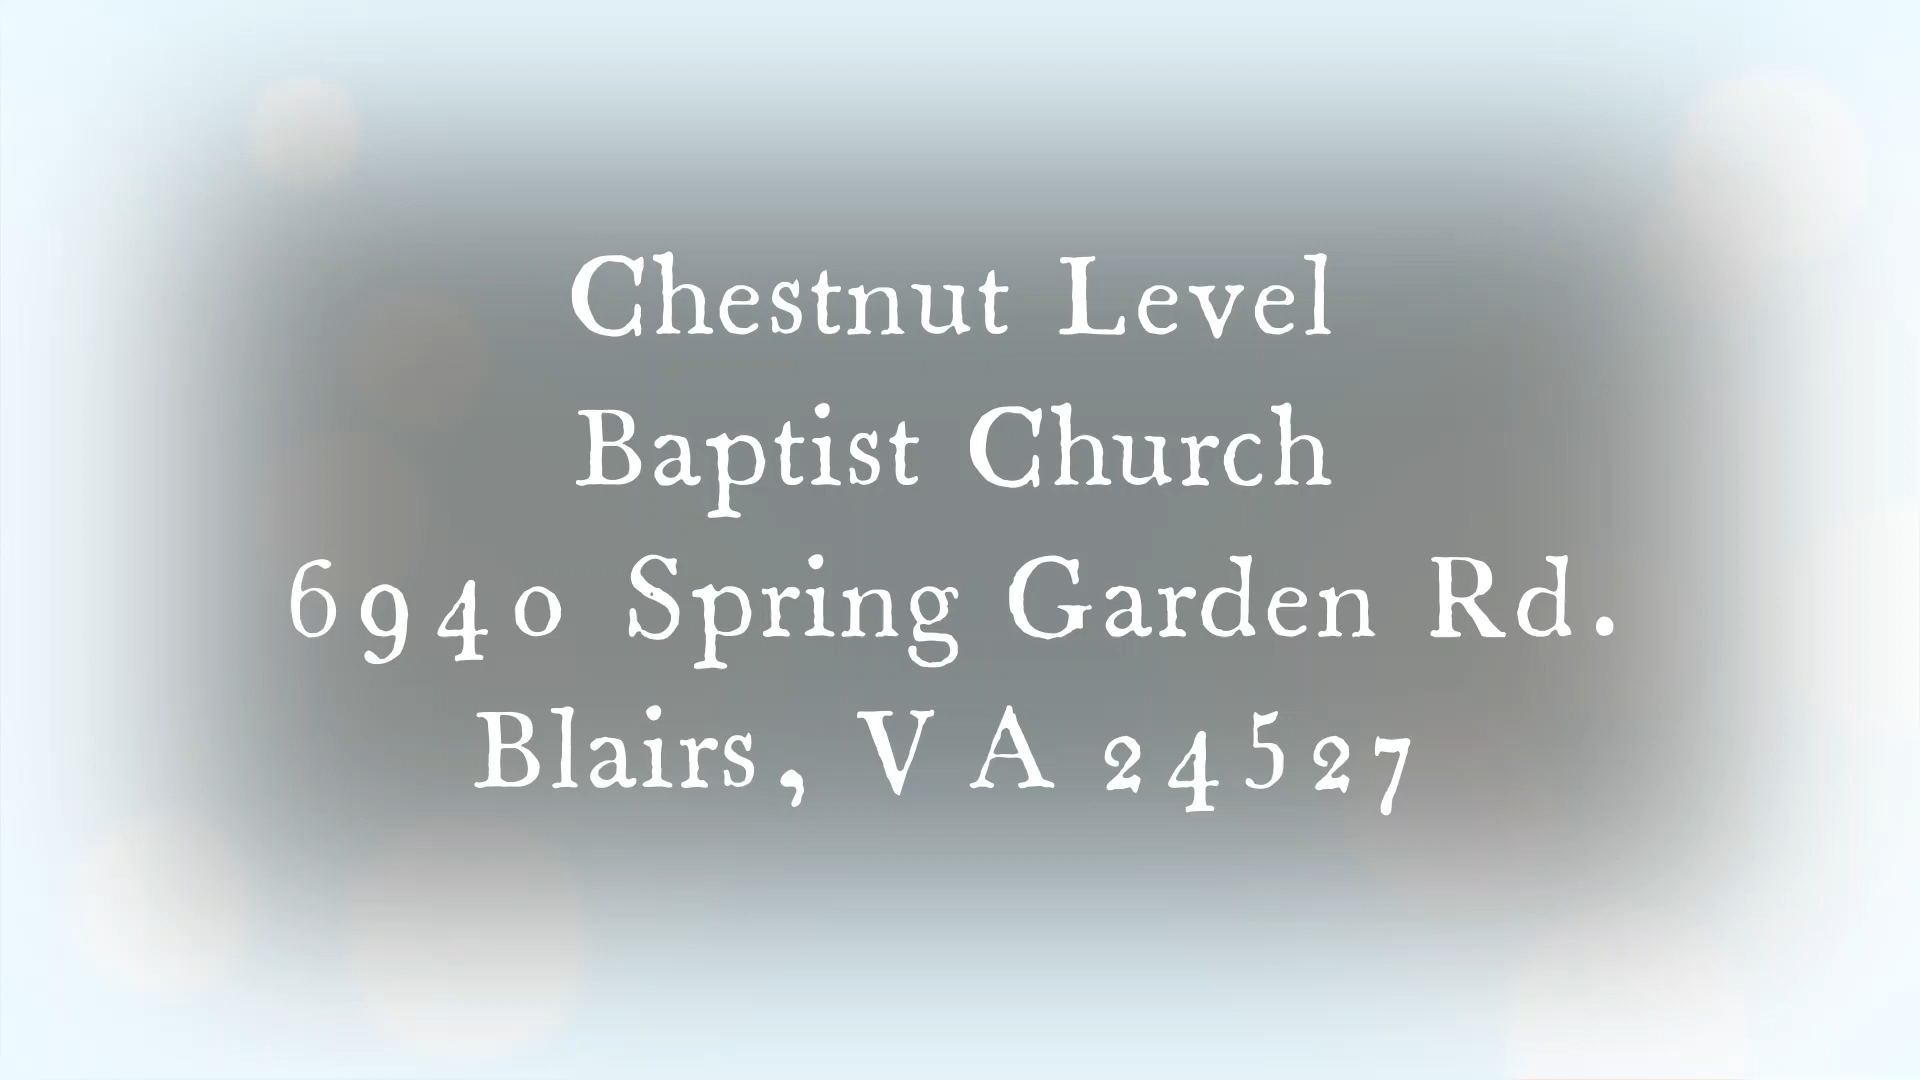 Chestnut Level
Baptist Church
6940 Spring Garden Rd.
Blairs, VA 24527